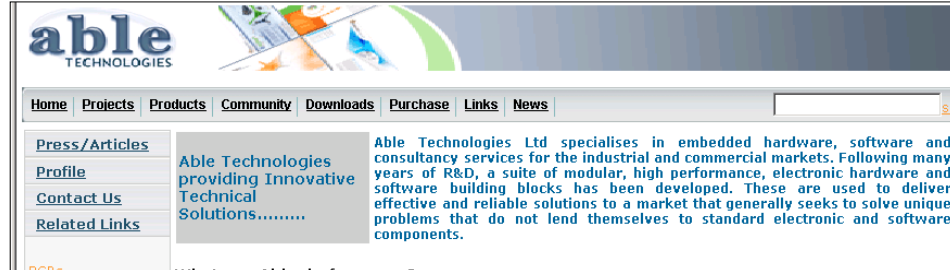 able
TECHNOLOGIES
Home Projects Products Community Downloads Purchase Links News
Press/Articles
Profile
Contact Us
Related Links
Able Technologies
providing Innovative
Technical
Solutions.........
Able Technologies Ltd specialises in embedded hardware, software and
consultancy services for the industrial and commercial markets. Following many
years of R&D, a suite of modular, high performance, electronic hardware and
software building blocks has been developed. These are used to deliver
effective and reliable solutions to a market that generally seeks to solve unique
problems that do not lend themselves to standard electronic and software
components.